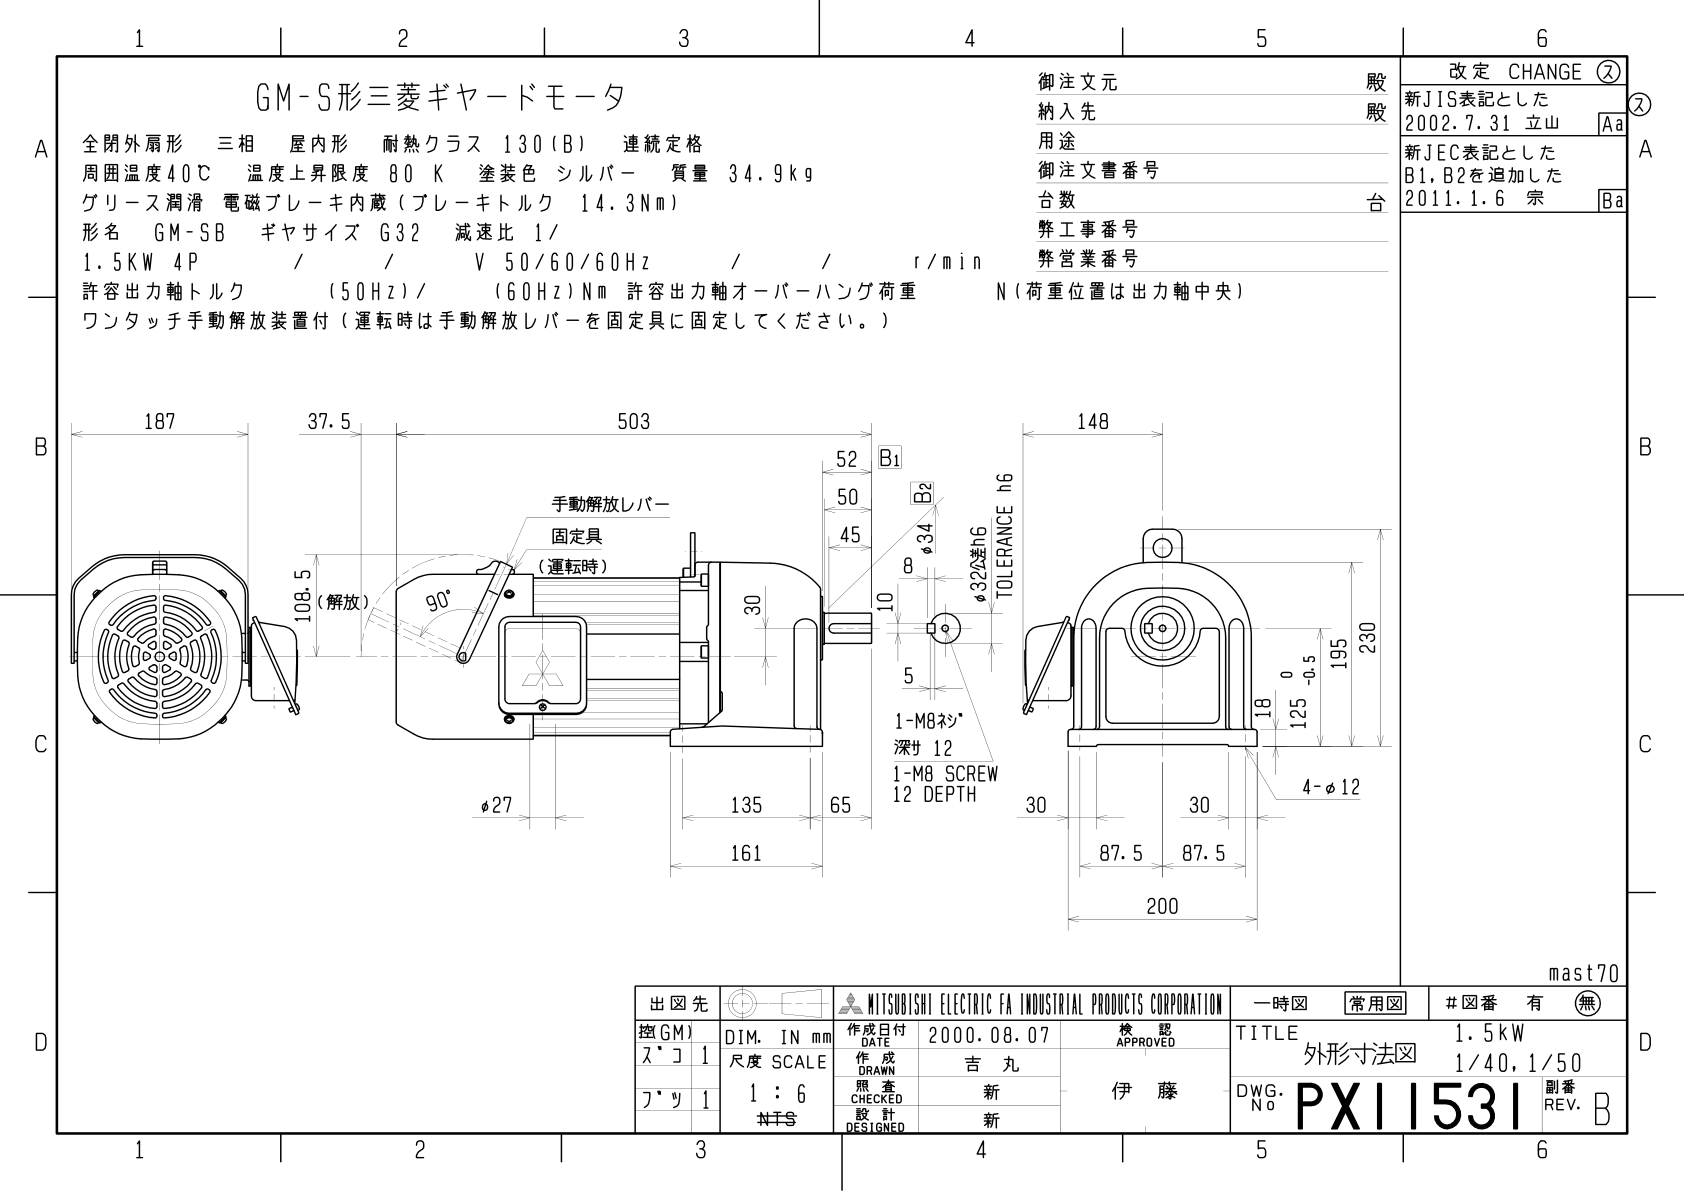 1 2 3 4 5 6
A
B
C
D
GM-S形三菱ギヤードモータ
全閉外扇形 三相 屋内形 耐熱クラス 130(B) 連続定格
周囲温度40℃ 温度上昇限度 80 K 塗装色 シルバー 質量 34.9kg
グリース潤滑 電磁ブレーキ内蔵(ブレーキトルク 14.3Nm)
形名 GM-SB ギヤサイズ G32 減速比 1/
1.5KW 4P / / V 50/60/60Hz / / r/min
許容出力軸トルク (50Hz)/ (60Hz)Nm 許容出力軸オーバーハング荷重 N(荷重位置は出力軸中央)
ワンタッチ手動解放装置付(運転時は手動解放レバーを固定具に固定してください。)
御注文元 殿
納入先 殿
用途
御注文書番号
台数 台
弊工事番号
弊営業番号
改定 CHANGE ス
ス
新JIS表記とした
2002.7.31 立山 Aa
新JEC表記とした
B1,B2を追加した
2011.1.6 宗 Ba
A
B
C
D
187
37.5
503
52 B1
50
45
手動解放レバー
固定具
(運転時)
(解放)
108.5
90°
30
10
8
5
B2
φ34
φ32公差h6
TOLERANCE h6
1-M8ネジ
深サ 12
1-M8 SCREW
12 DEPTH
φ27
135
65
161
148
230
195
125 0 -0.5
18
4-φ12
30
30
87.5
87.5
200
mast70
出図先
控(GM)
ズコ 1
ブツ 1
DIM. IN mm
尺度 SCALE
1 : 6
NTS
MITSUBISHI ELECTRIC FA INDUSTRIAL PRODUCTS CORPORATION
作成日付 DATE 2000.08.07
作成 DRAWN 吉丸
照査 CHECKED 新
設計 DESIGNED 新
検認 APPROVED
伊藤
一時図 常用図 #図番 有 無
TITLE 外形寸法図
1.5kW
1/40,1/50
DWG. No PX11531
副番 REV. B
1 2 3 4 5 6